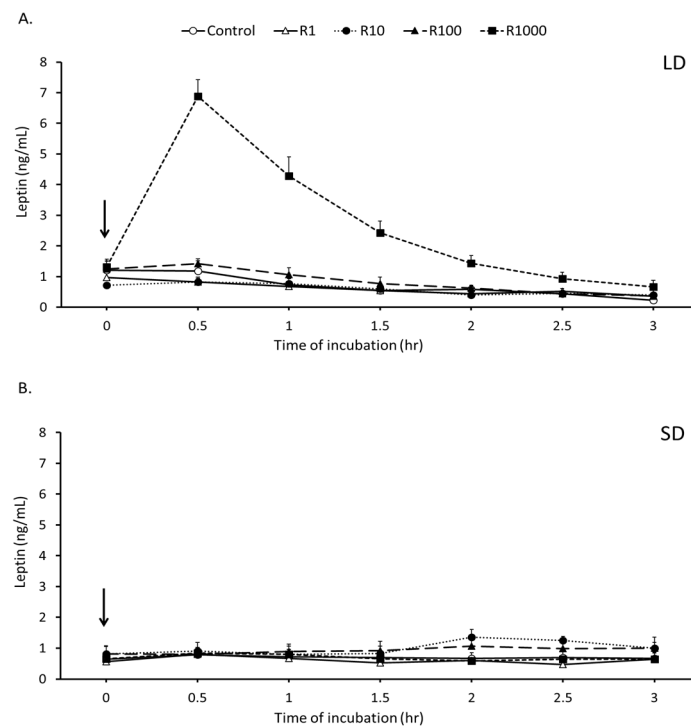 A.
Control R1 R10 R100 R1000
LD
8
7
6
5
4
3
2
1
0
Leptin (ng/mL)
0 0.5 1 1.5 2 2.5 3
Time of incubation (hr)
B.
SD
8
7
6
5
4
3
2
1
0
Leptin (ng/mL)
0 0.5 1 1.5 2 2.5 3
Time of incubation (hr)